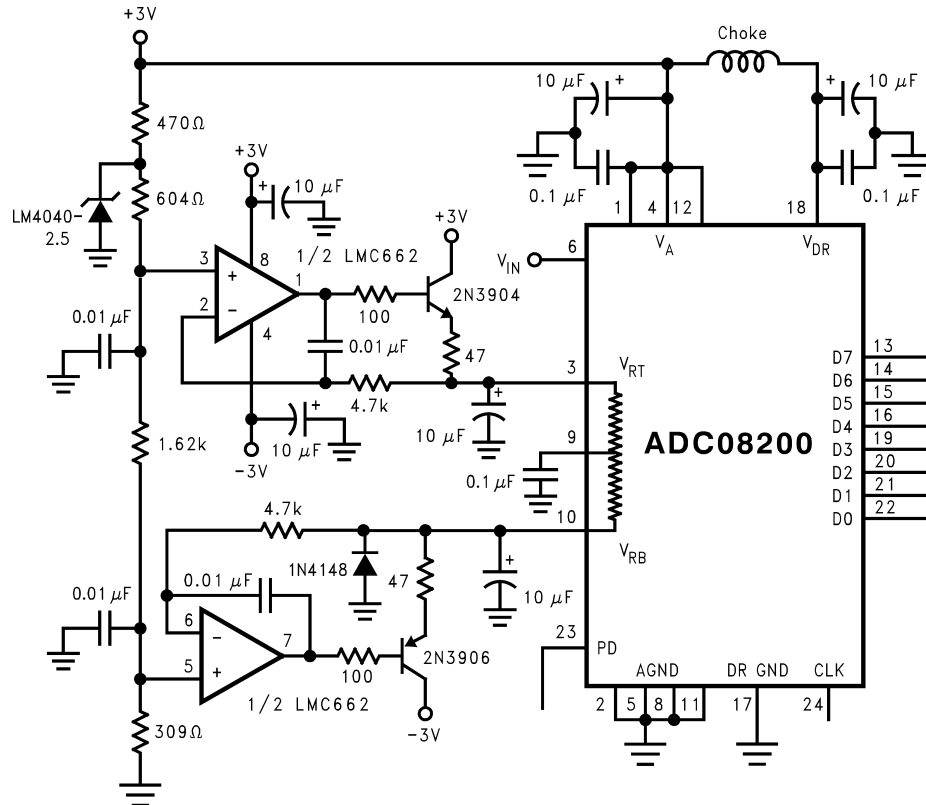 +3V
Choke
10 µF +
+ 10 µF
470Ω
+3V
0.1 µF
0.1 µF
604Ω
+ 10 µF
LM4040-
2.5
+3V
1 4 12 18
V_A V_DR
1/2 LMC662
V_IN 6
3 + 8
1
2N3904
2 -
100
0.01 µF
4
0.01 µF
47
13
D7
3 V_RT
14
D6
4.7k
15
D5
+
16
D4
10 µF
ADC08200
19
D3
1.62k
+
10 µF
9
20
D2
-3V
0.1 µF
21
D1
22
D0
4.7k
10
V_RB
1N4148
47
+
0.01 µF
0.01 µF
10 µF
6 -
7
23 PD
2N3906
5 +
100
AGND DR GND CLK
1/2 LMC662
2 5 8 11 17 24
309Ω
-3V